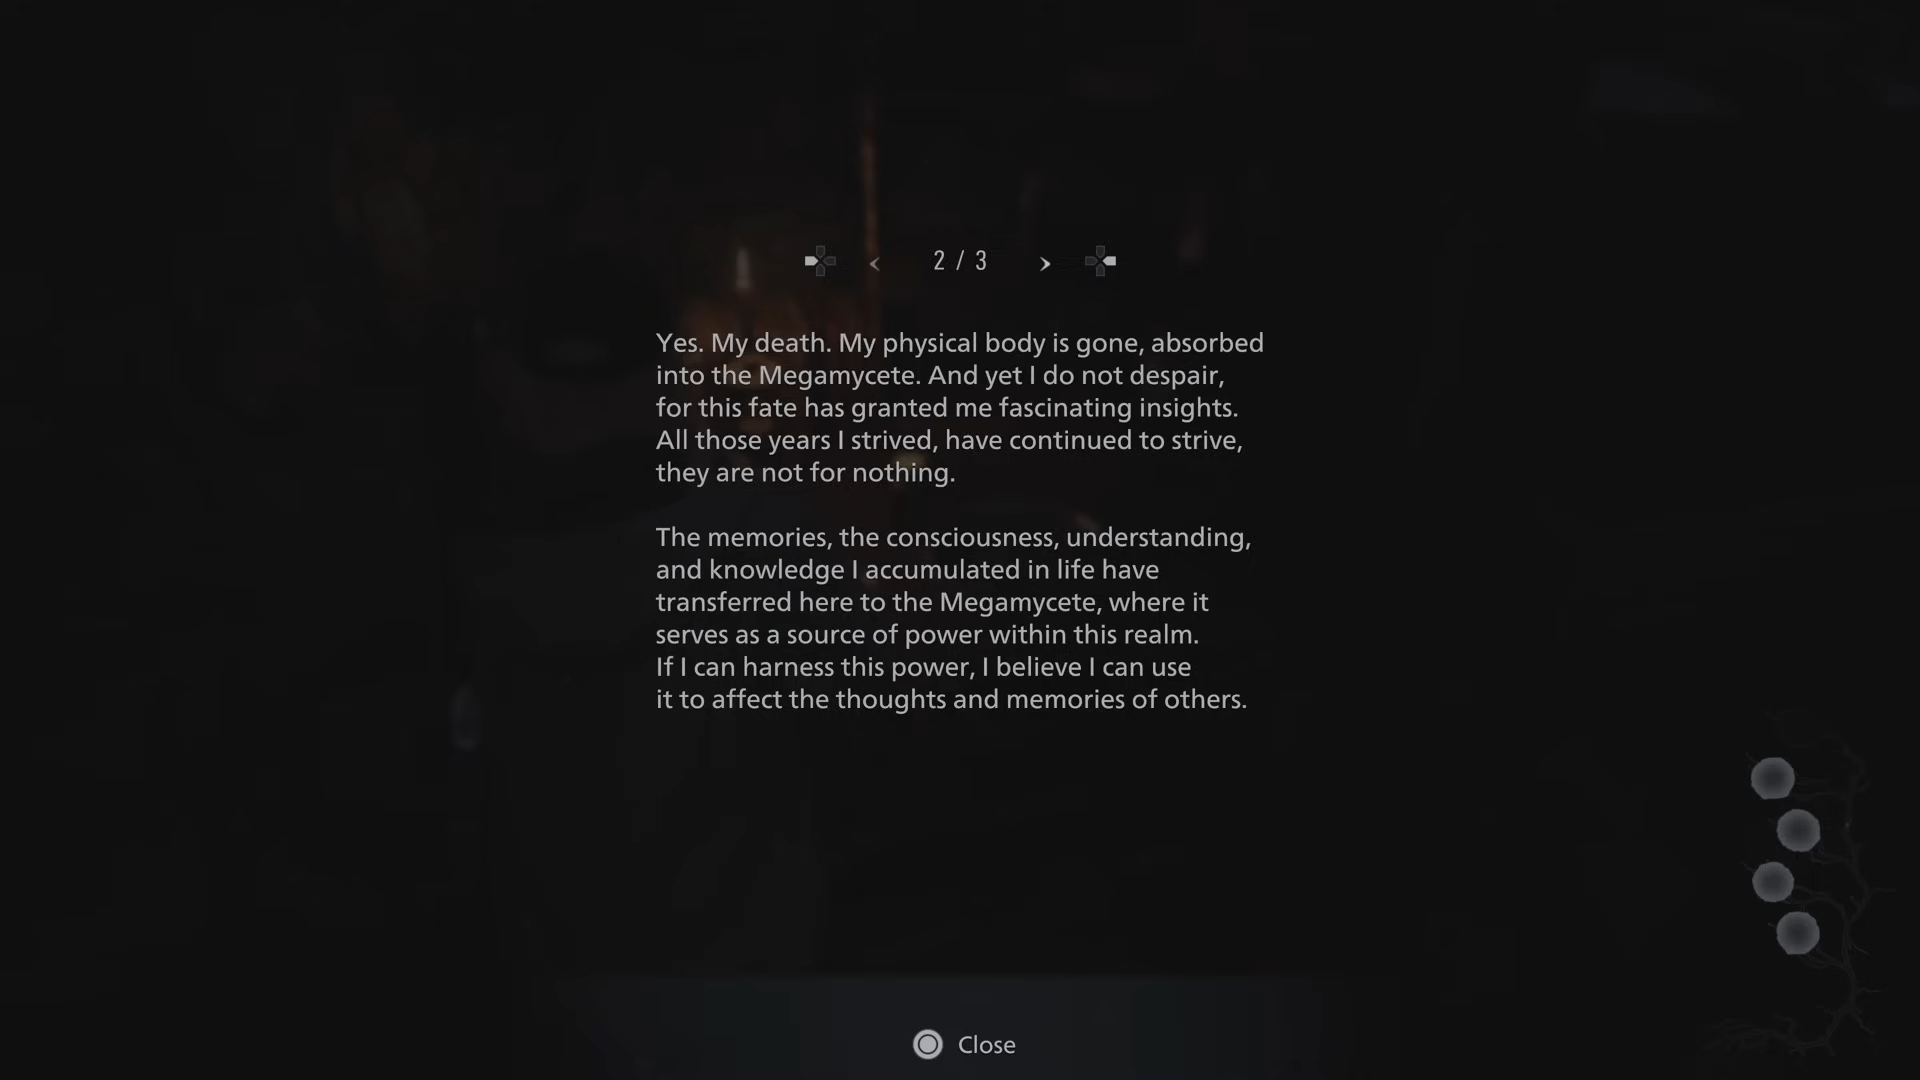 2 / 3
Yes. My death. My physical body is gone, absorbed
into the Megamycete. And yet I do not despair,
for this fate has granted me fascinating insights.
All those years I strived, have continued to strive,
they are not for nothing.
The memories, the consciousness, understanding,
and knowledge I accumulated in life have
transferred here to the Megamycete, where it
serves as a source of power within this realm.
If I can harness this power, I believe I can use
it to affect the thoughts and memories of others.
Close